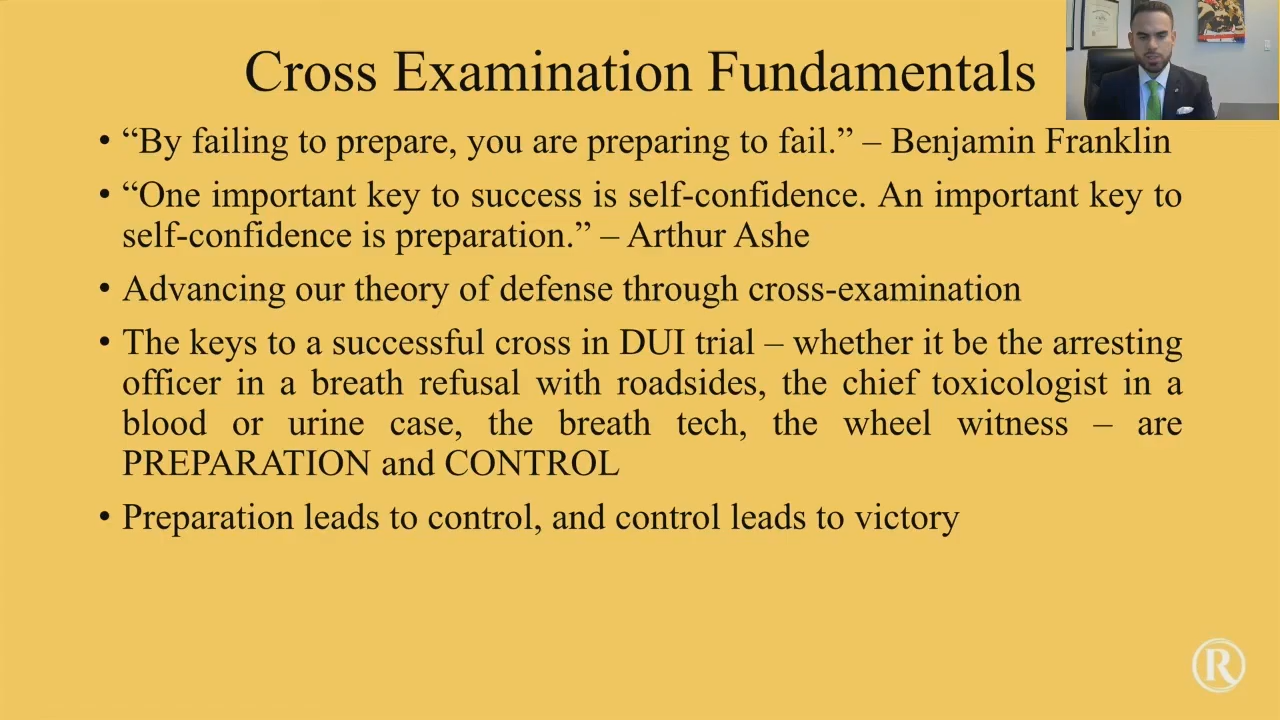 Cross Examination Fundamentals
• “By failing to prepare, you are preparing to fail.” – Benjamin Franklin
• “One important key to success is self-confidence. An important key to
self-confidence is preparation.” – Arthur Ashe
• Advancing our theory of defense through cross-examination
• The keys to a successful cross in DUI trial – whether it be the arresting
officer in a breath refusal with roadsides, the chief toxicologist in a
blood or urine case, the breath tech, the wheel witness – are
PREPARATION and CONTROL
• Preparation leads to control, and control leads to victory
R